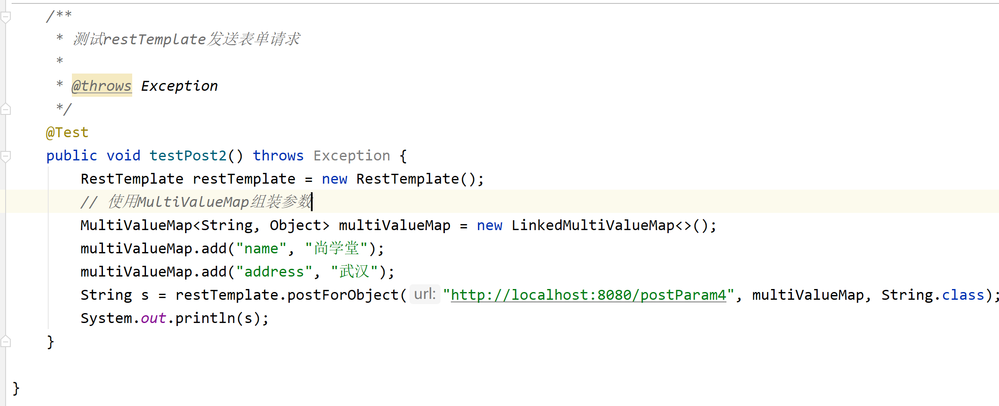 /**
* 测试restTemplate发送表单请求
*
* @throws Exception
*/
@Test
public void testPost2() throws Exception {
RestTemplate restTemplate = new RestTemplate();
// 使用MultiValueMap组装参数
MultiValueMap<String, Object> multiValueMap = new LinkedMultiValueMap<>();
multiValueMap.add("name", "尚学堂");
multiValueMap.add("address", "武汉");
String s = restTemplate.postForObject( url: "http://localhost:8080/postParam4", multiValueMap, String.class);
System.out.println(s);
}
}